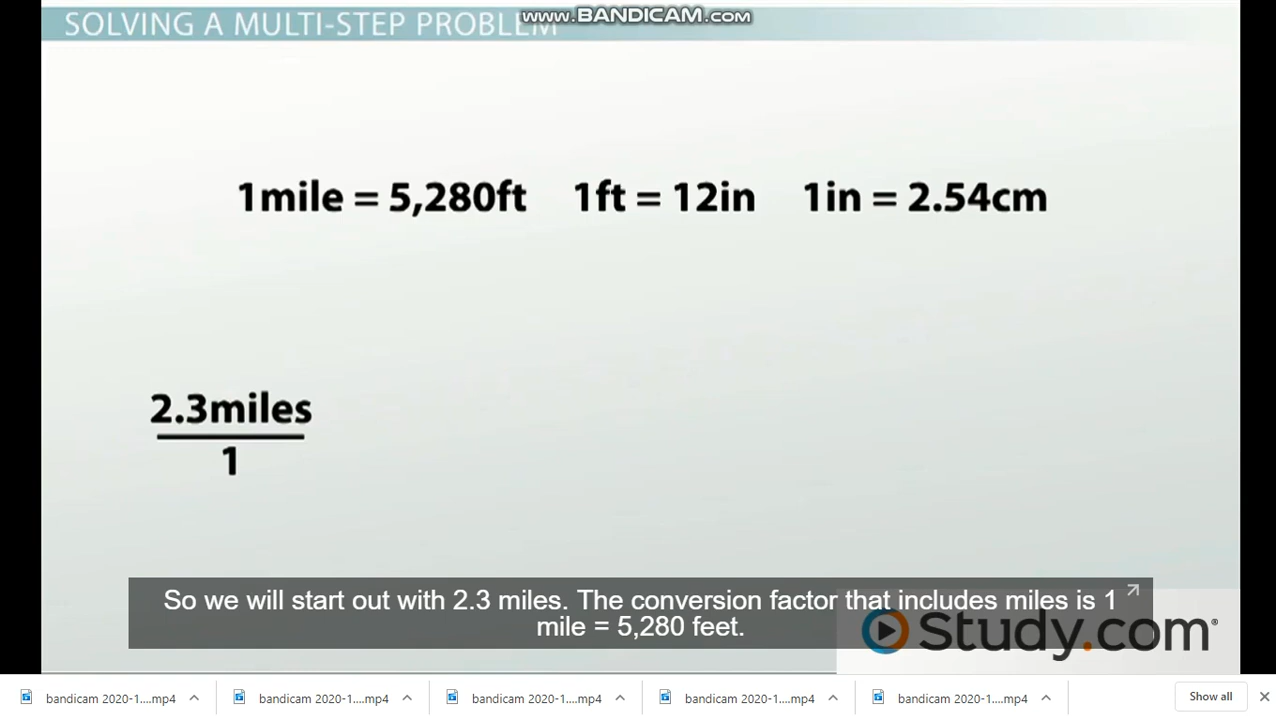 www.BANDICAM.com
SOLVING A MULTI-STEP PROBLEM
1mile = 5,280ft 1ft = 12in 1in = 2.54cm
2.3miles
1
So we will start out with 2.3 miles. The conversion factor that includes miles is 1
mile = 5,280 feet.
Study.com®
bandicam 2020-1....mp4 bandicam 2020-1....mp4 bandicam 2020-1....mp4 bandicam 2020-1....mp4 bandicam 2020-1....mp4 Show all